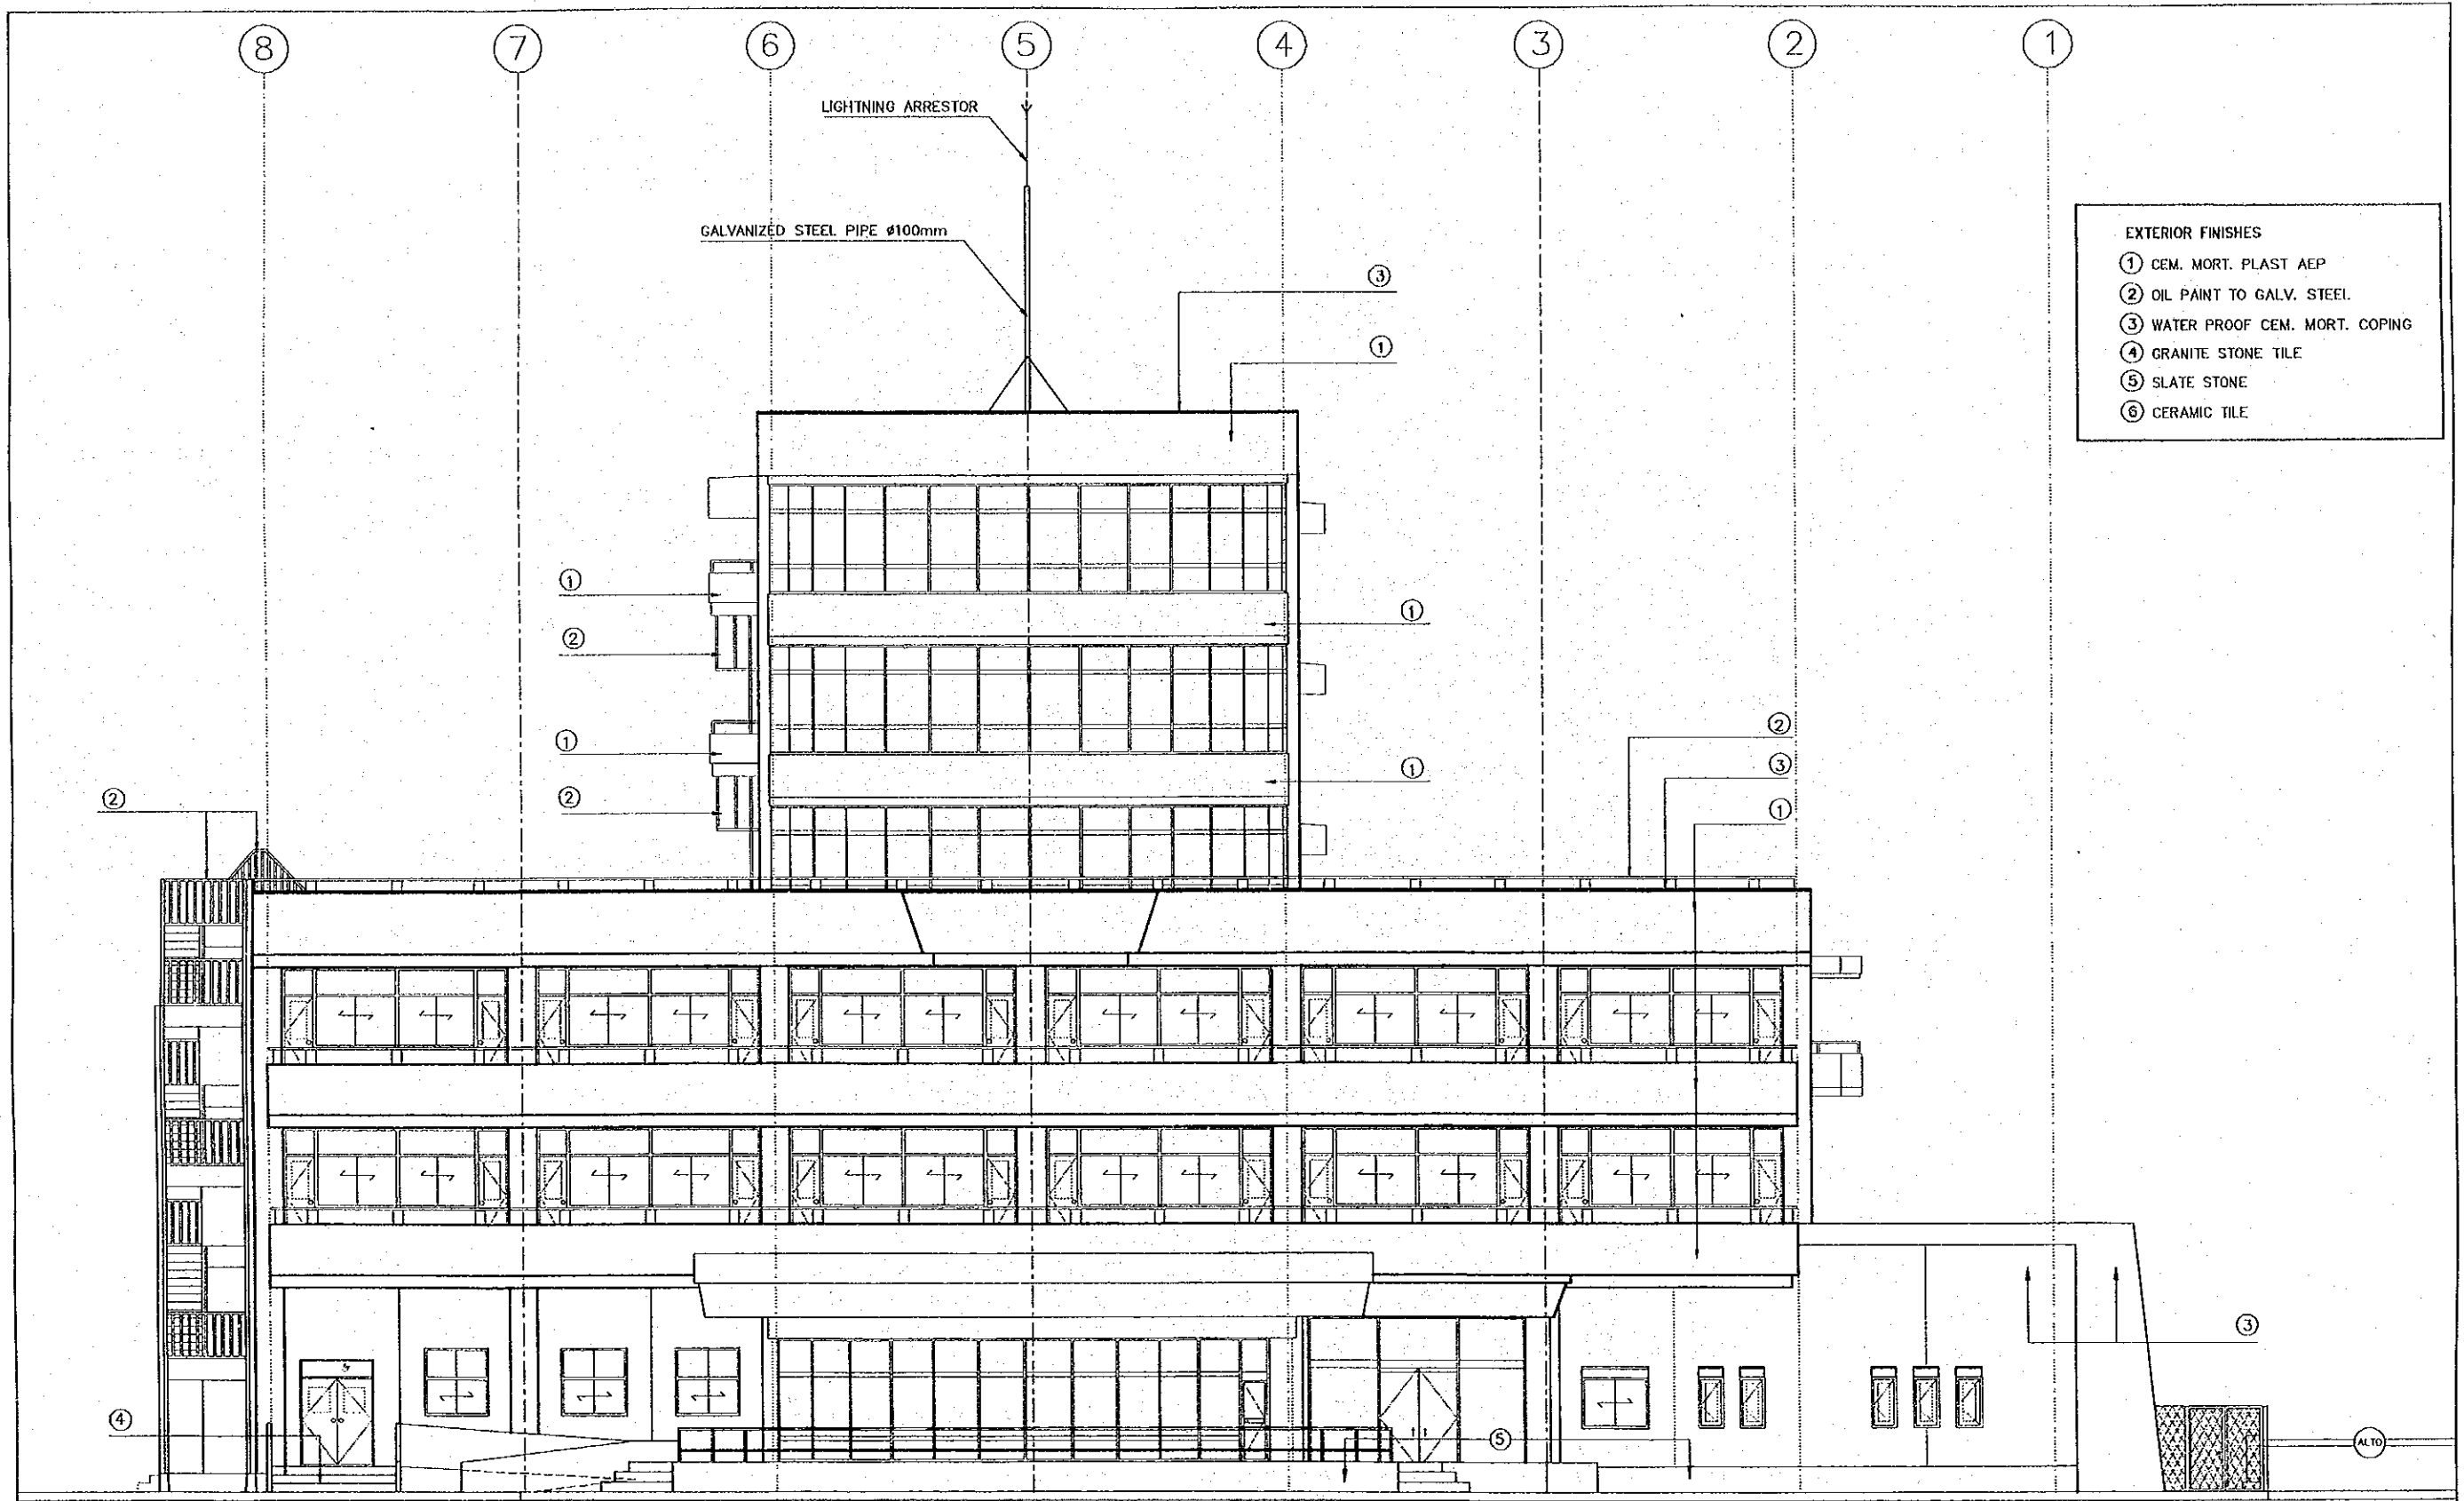 8 7 6 5 4 3 2 1
LIGHTNING ARRESTOR
GALVANIZED STEEL PIPE ø100mm
EXTERIOR FINISHES
1 CEM. MORT. PLAST AEP
2 OIL PAINT TO GALV. STEEL
3 WATER PROOF CEM. MORT. COPING
4 GRANITE STONE TILE
5 SLATE STONE
6 CERAMIC TILE
3
1
1
1
2
1
2
1
1
2
2
3
1
3
4
5
ALTO